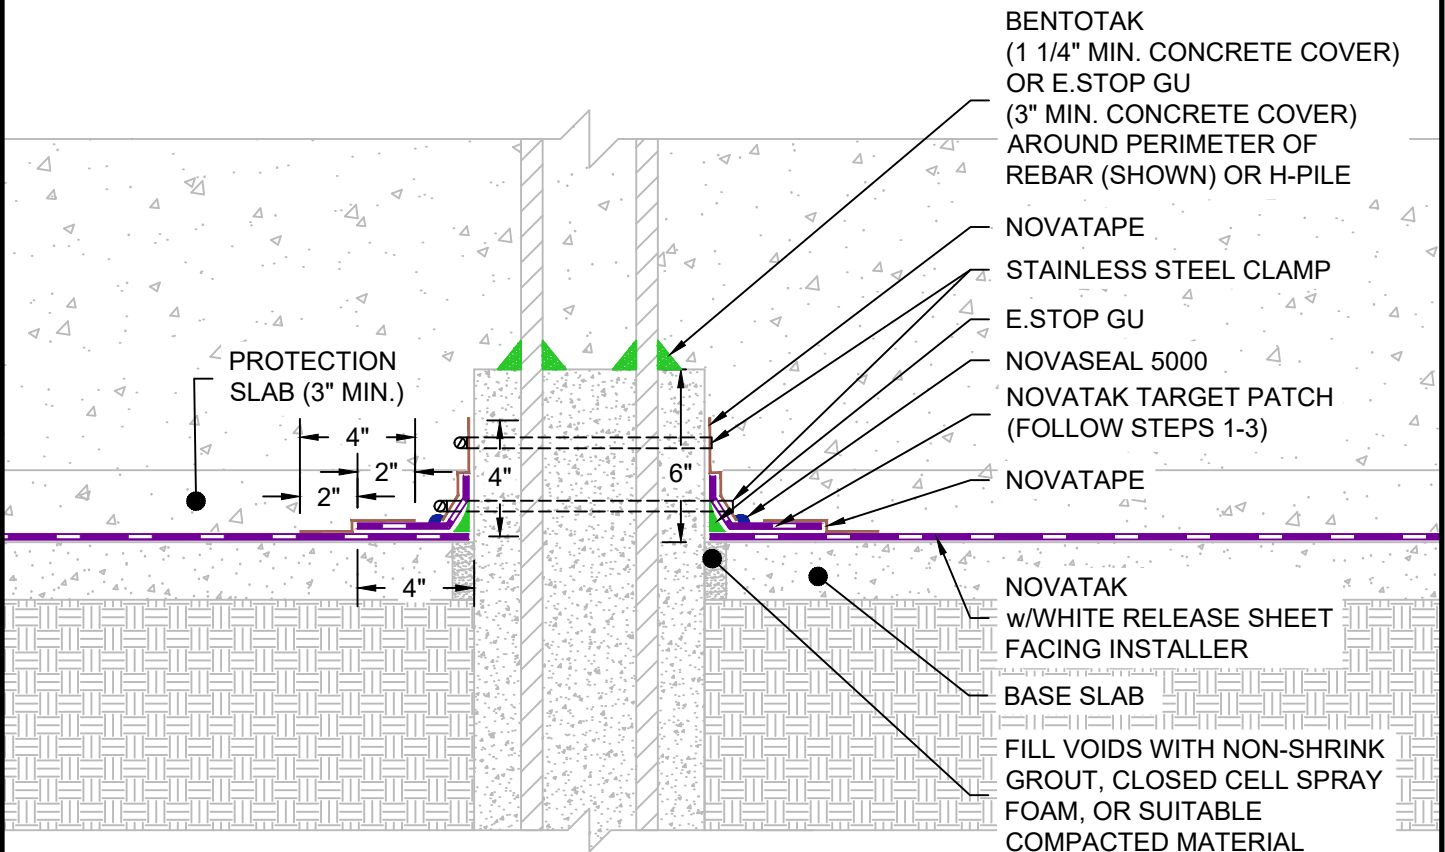 BENTOTAK
(1 1/4" MIN. CONCRETE COVER)
OR E.STOP GU
(3" MIN. CONCRETE COVER)
AROUND PERIMETER OF
REBAR (SHOWN) OR H-PILE
NOVATAPE
STAINLESS STEEL CLAMP
E.STOP GU
NOVASEAL 5000
NOVATAK TARGET PATCH
(FOLLOW STEPS 1-3)
NOVATAPE
PROTECTION
SLAB (3" MIN.)
4"
2"
2"
4"
6"
4"
NOVATAK
w/WHITE RELEASE SHEET
FACING INSTALLER
BASE SLAB
FILL VOIDS WITH NON-SHRINK
GROUT, CLOSED CELL SPRAY
FOAM, OR SUITABLE
COMPACTED MATERIAL